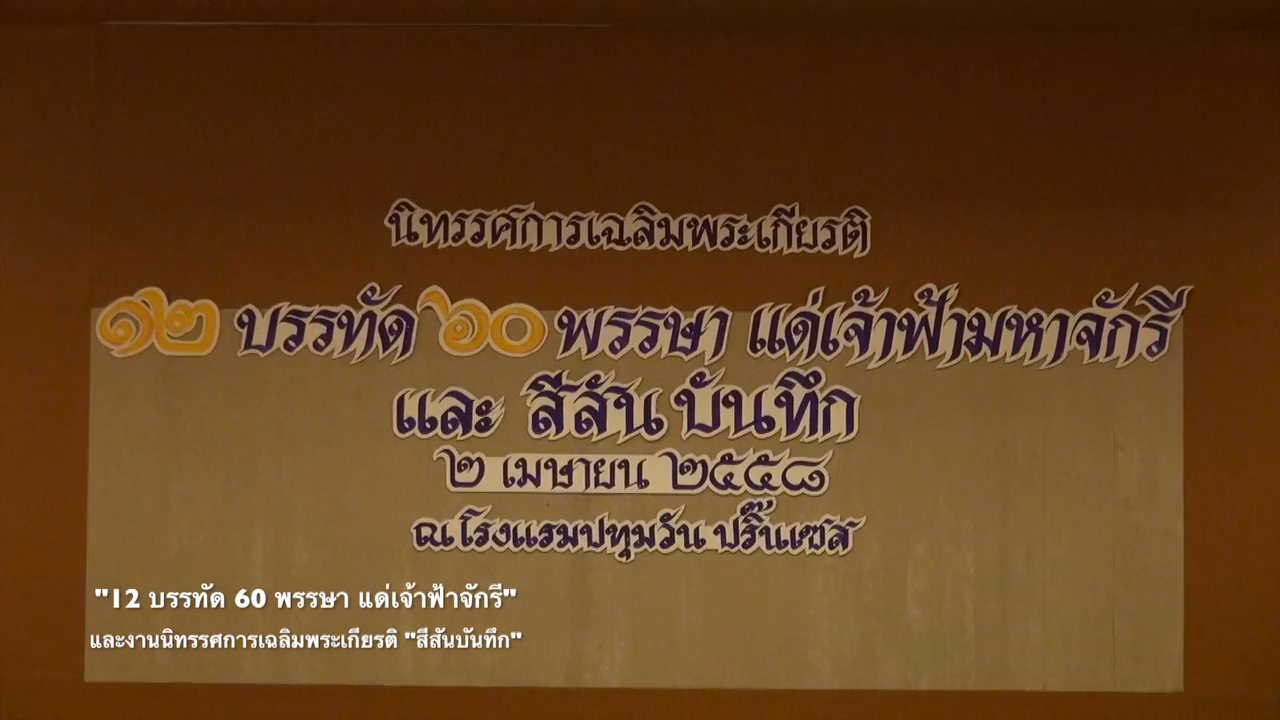 นิทรรศการเฉลิมพระเกียรติ
๑๒ บรรทัด ๖๐ พรรษา แด่เจ้าฟ้ามหาจักรี
และ สีสัน บันทึก
๒ เมษายน ๒๕๕๘
ณ โรงแรมปทุมวัน ปริ๊นเซส
"12 บรรทัด 60 พรรษา แด่เจ้าฟ้าจักรี"
และงานนิทรรศการเฉลิมพระเกียรติ "สีสันบันทึก"